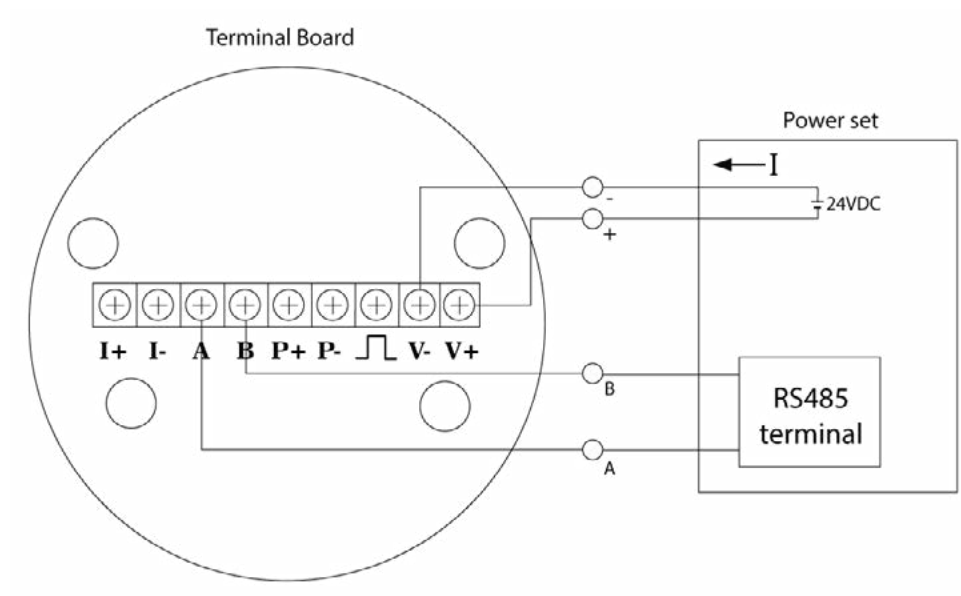 Terminal Board
Power set
I
-
24VDC
+
I+ I- A B P+ P- V- V+
B
RS485
terminal
A